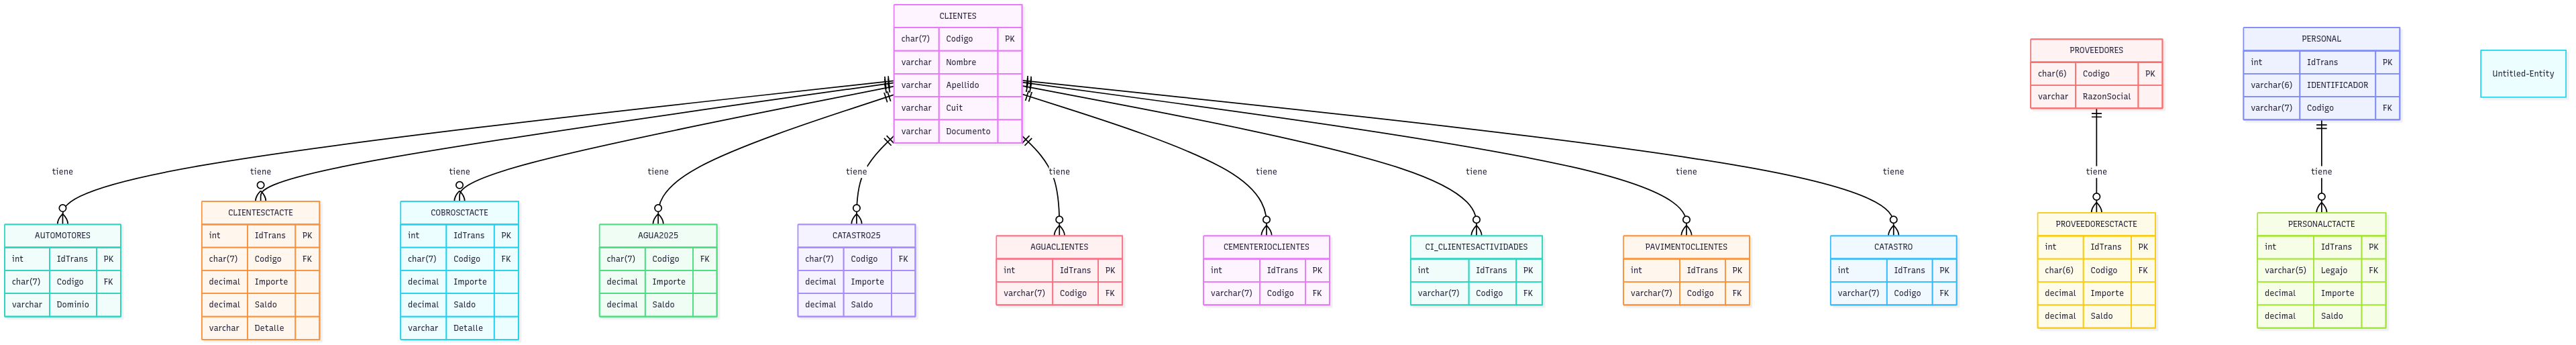 CLIENTES
char(7) Codigo PK
varchar Nombre
varchar Apellido
varchar Cuit
varchar Documento
PROVEEDORES
char(6) Codigo PK
varchar RazonSocial
PERSONAL
int IdTrans PK
varchar(6) IDENTIFICADOR
varchar(7) Codigo FK
Untitled-Entity
tiene tiene tiene tiene tiene tiene tiene tiene tiene tiene tiene tiene
AUTOMOTORES
int IdTrans PK
char(7) Codigo FK
varchar Dominio
CLIENTESCTACTE
int IdTrans PK
char(7) Codigo FK
decimal Importe
decimal Saldo
varchar Detalle
COBROSCTACTE
int IdTrans PK
char(7) Codigo FK
decimal Importe
decimal Saldo
varchar Detalle
AGUA2025
char(7) Codigo FK
decimal Importe
decimal Saldo
CATASTRO25
char(7) Codigo FK
decimal Importe
decimal Saldo
AGUACLIENTES
int IdTrans PK
varchar(7) Codigo FK
CEMENTERIOCLIENTES
int IdTrans PK
varchar(7) Codigo FK
CI_CLIENTESACTIVIDADES
int IdTrans PK
varchar(7) Codigo FK
PAVIMENTOCLIENTES
int IdTrans PK
varchar(7) Codigo FK
CATASTRO
int IdTrans PK
varchar(7) Codigo FK
PROVEEDORESCTACTE
int IdTrans PK
char(6) Codigo FK
decimal Importe
decimal Saldo
PERSONALCTACTE
int IdTrans PK
varchar(5) Legajo FK
decimal Importe
decimal Saldo